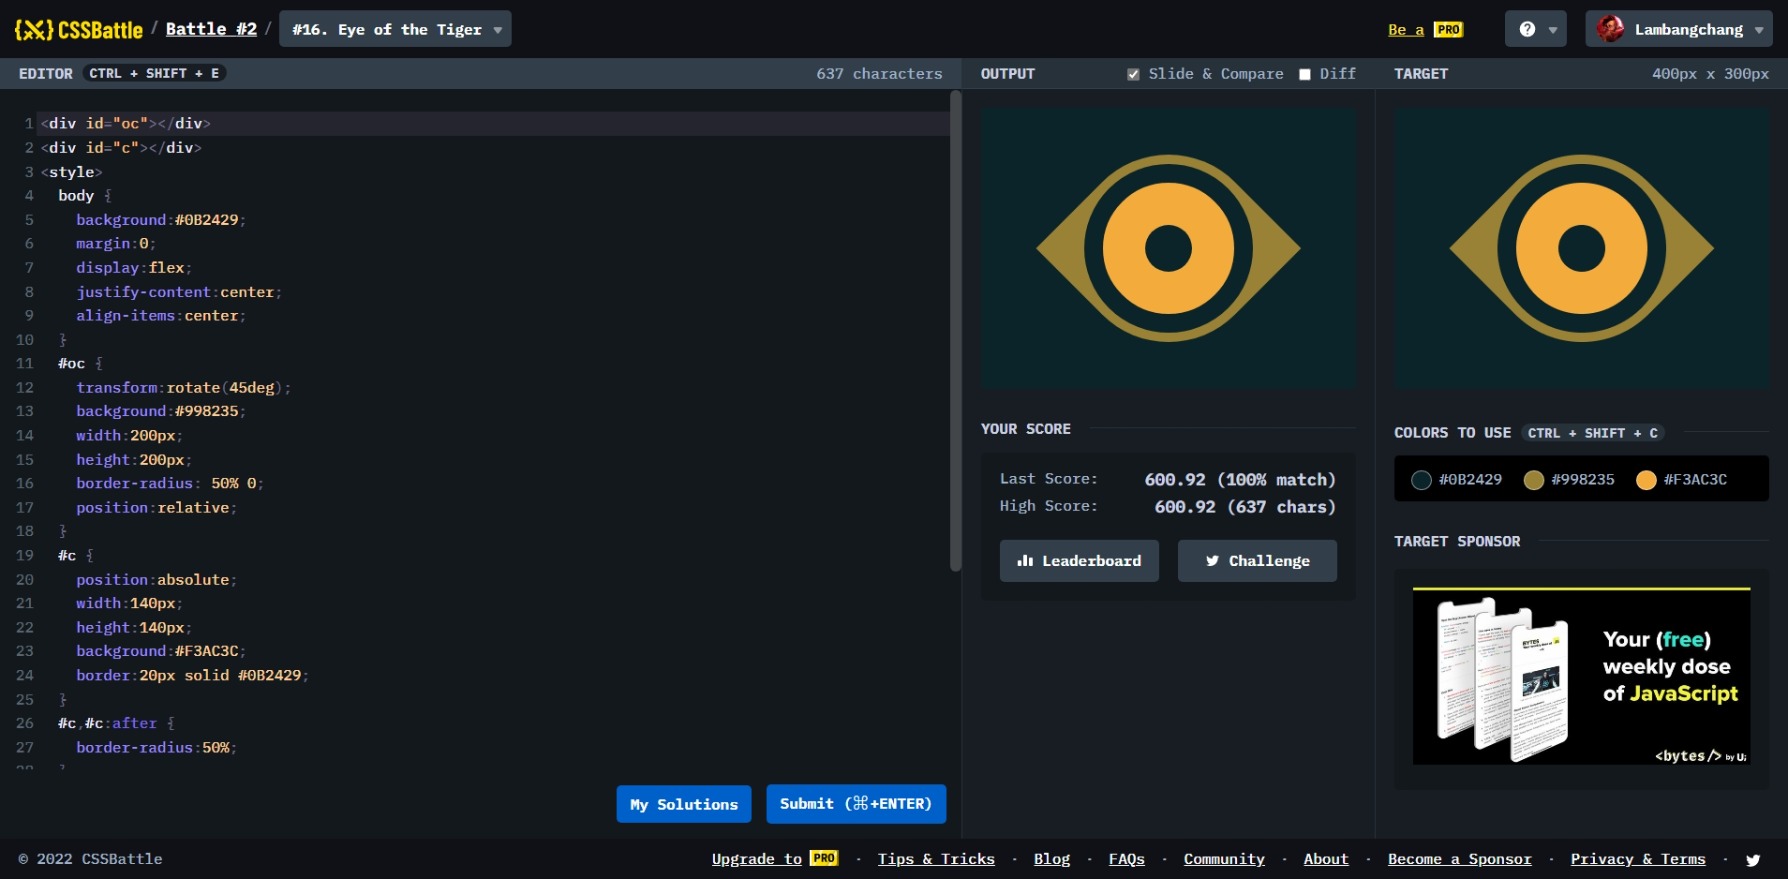 CSSBattle / Battle #2 / #16. Eye of the Tiger
Be a PRO
? Lambangchang
EDITOR CTRL + SHIFT + E 637 characters
OUTPUT Slide & Compare Diff
TARGET 400px x 300px
1 <div id="oc"></div>
2 <div id="c"></div>
3 <style>
4 body {
5 background:#0B2429;
6 margin:0;
7 display:flex;
8 justify-content:center;
9 align-items:center;
10 }
11 #oc {
12 transform:rotate(45deg);
13 background:#998235;
14 width:200px;
15 height:200px;
16 border-radius: 50% 0;
17 position:relative;
18 }
19 #c {
20 position:absolute;
21 width:140px;
22 height:140px;
23 background:#F3AC3C;
24 border:20px solid #0B2429;
25 }
26 #c,#c:after {
27 border-radius:50%;
28 }
My Solutions
Submit (⌘+ENTER)
YOUR SCORE
Last Score: 600.92 (100% match)
High Score: 600.92 (637 chars)
Leaderboard
Challenge
COLORS TO USE CTRL + SHIFT + C
#0B2429 #998235 #F3AC3C
TARGET SPONSOR
BYTES
Your (free)
weekly dose
of JavaScript
<bytes/> by Ui
© 2022 CSSBattle
Upgrade to PRO · Tips & Tricks · Blog · FAQs · Community · About · Become a Sponsor · Privacy & Terms ·